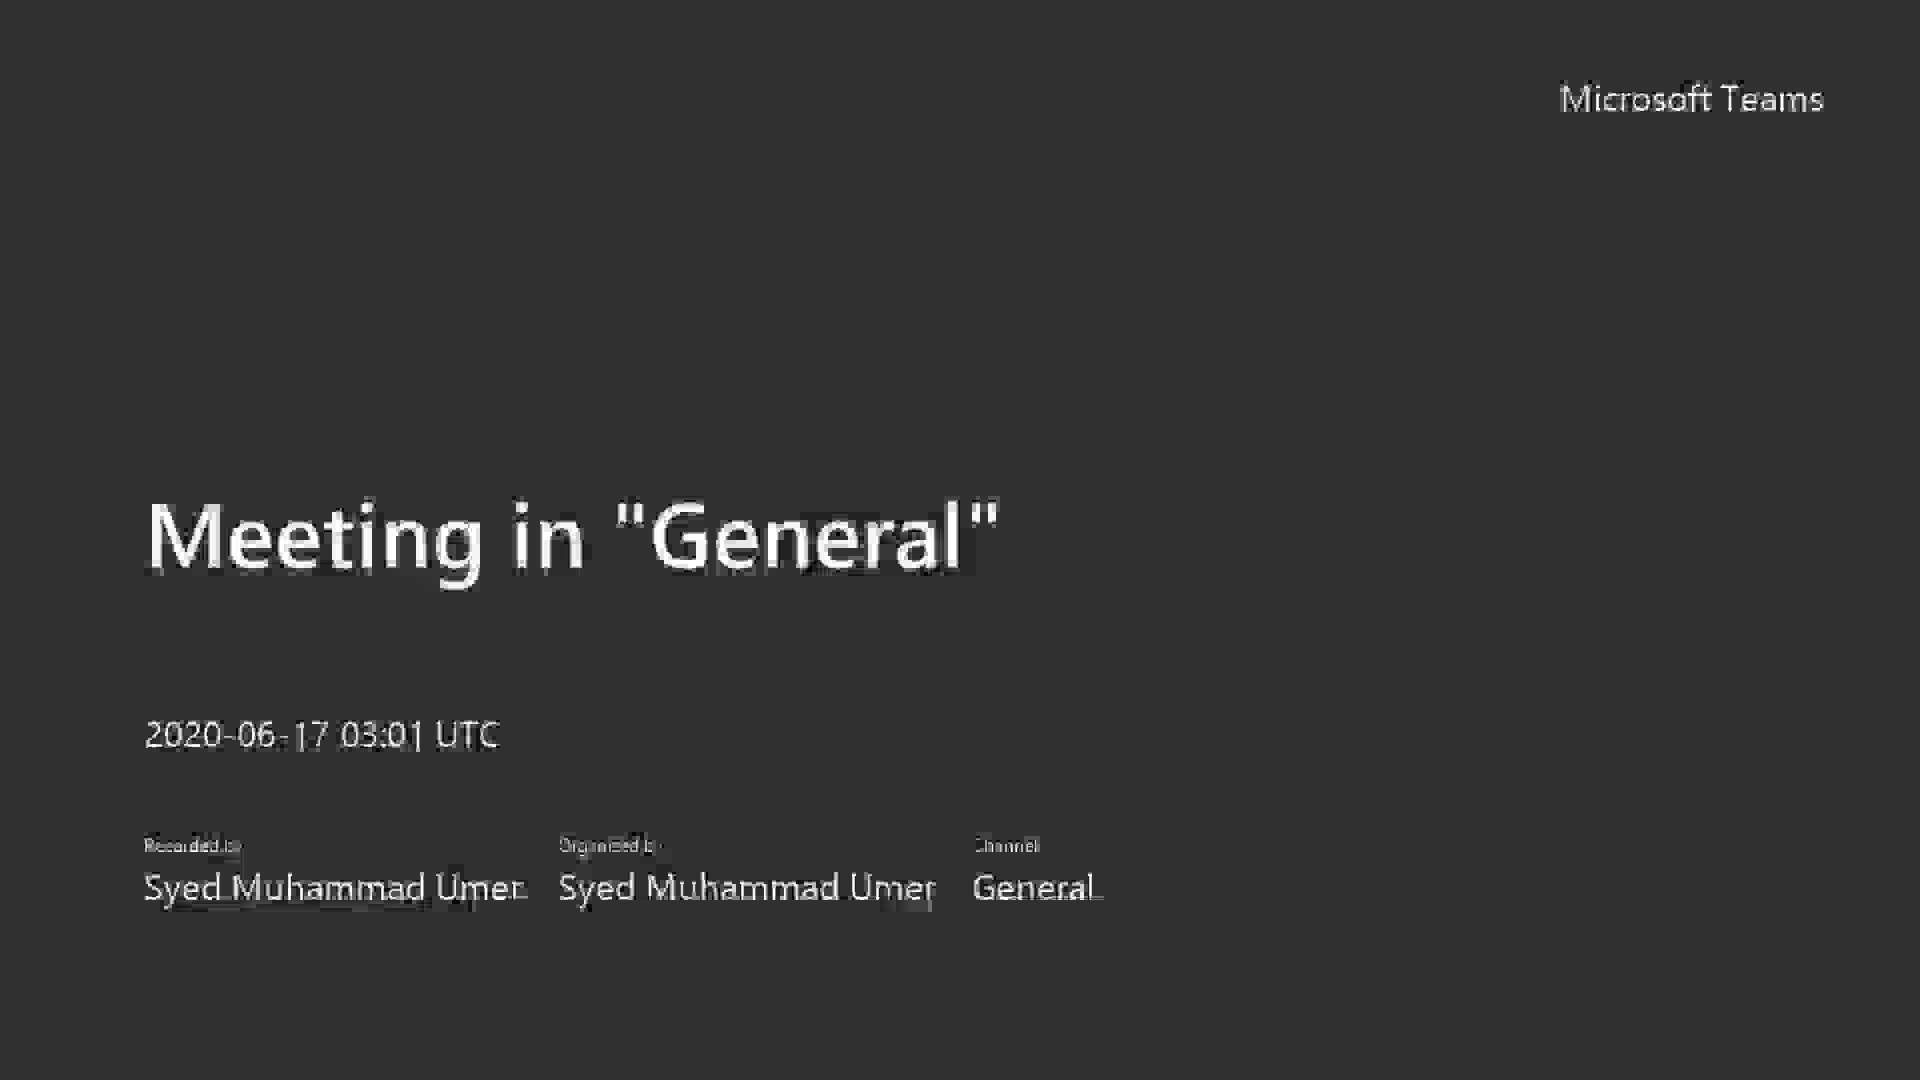 Microsoft Teams
Meeting in "General"
2020-06-17 03:01 UTC
Recorded by Organized by Channel
Syed Muhammad Umer Syed Muhammad Umer General